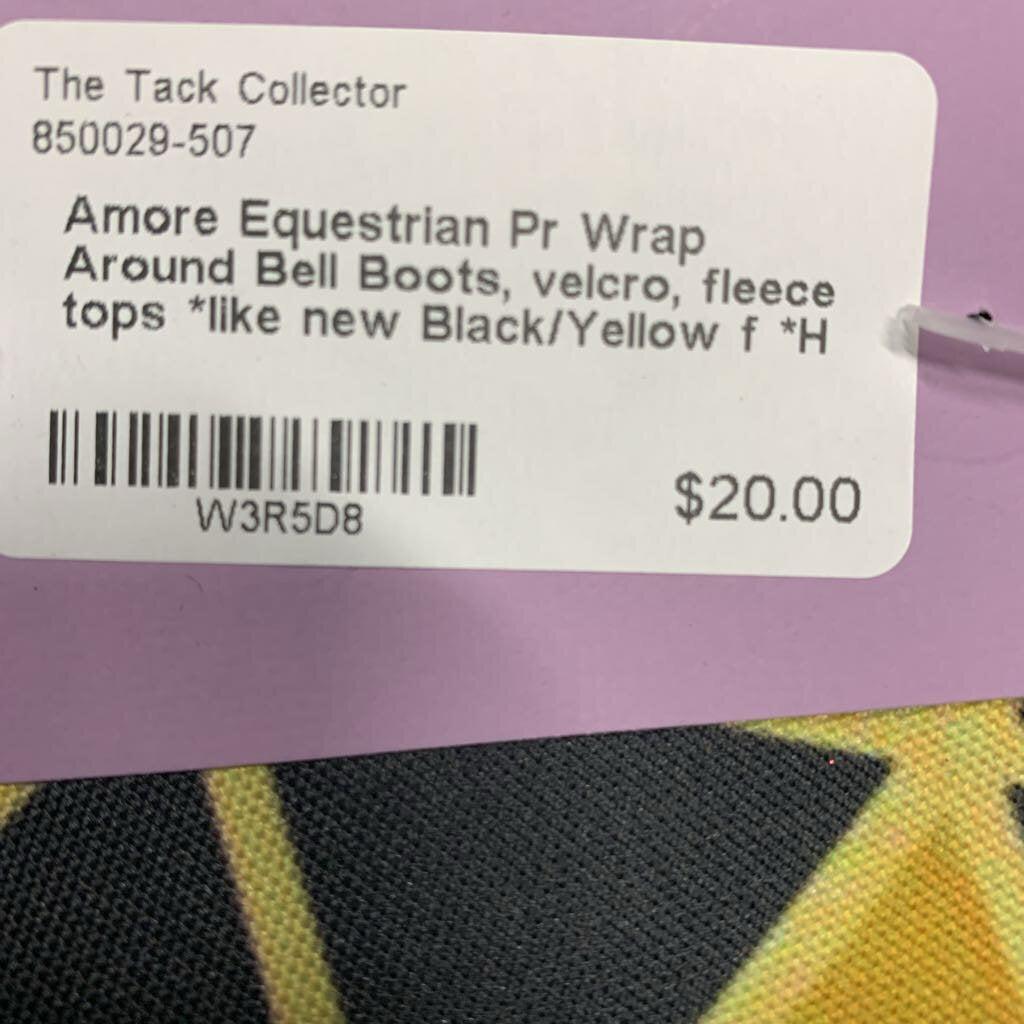 The Tack Collector
850029-507
Amore Equestrian Pr Wrap
Around Bell Boots, velcro, fleece
tops *like new Black/Yellow f *H
W3R5D8
$20.00